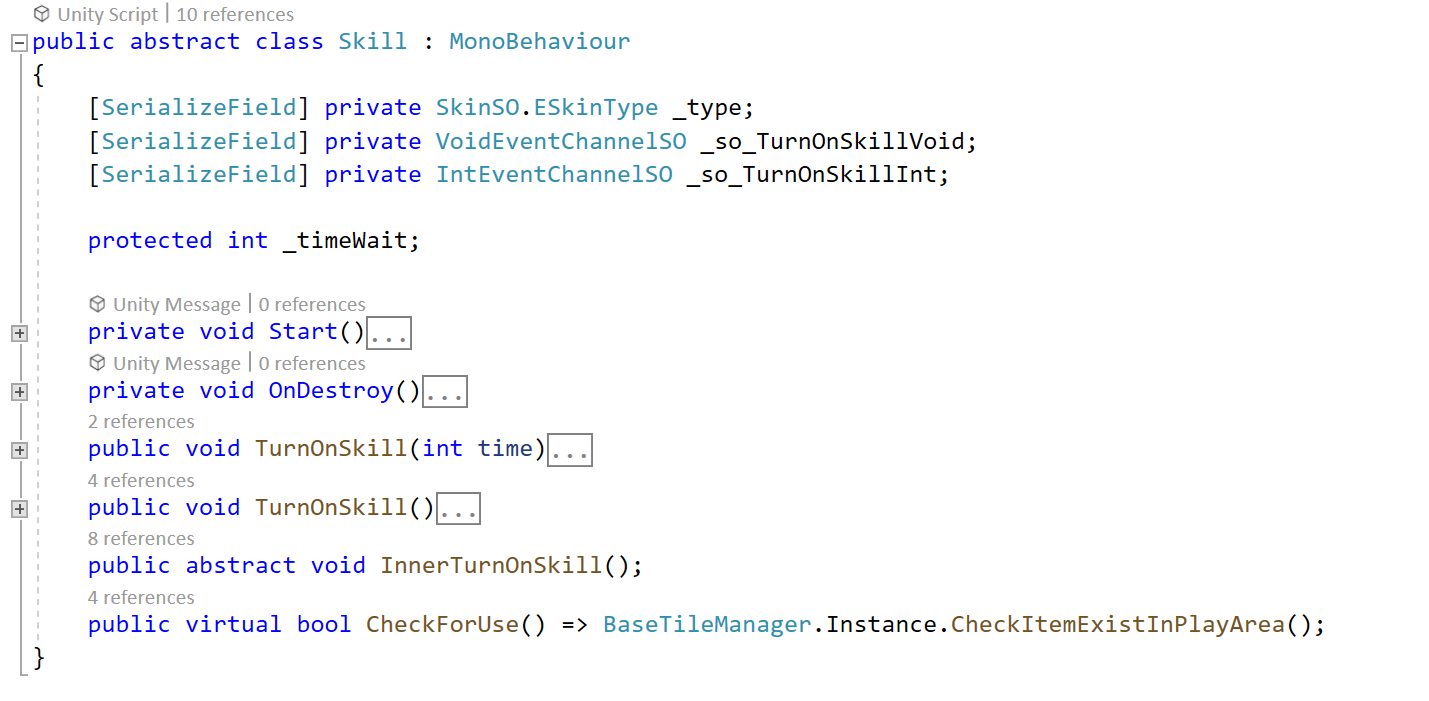 Unity Script | 10 references
public abstract class Skill : MonoBehaviour
{
[SerializeField] private SkinSO.ESkinType _type;
[SerializeField] private VoidEventChannelSO _so_TurnOnSkillVoid;
[SerializeField] private IntEventChannelSO _so_TurnOnSkillInt;
protected int _timeWait;
Unity Message | 0 references
private void Start()...
Unity Message | 0 references
private void OnDestroy()...
2 references
public void TurnOnSkill(int time)...
4 references
public void TurnOnSkill()...
8 references
public abstract void InnerTurnOnSkill();
4 references
public virtual bool CheckForUse() => BaseTileManager.Instance.CheckItemExistInPlayArea();
}